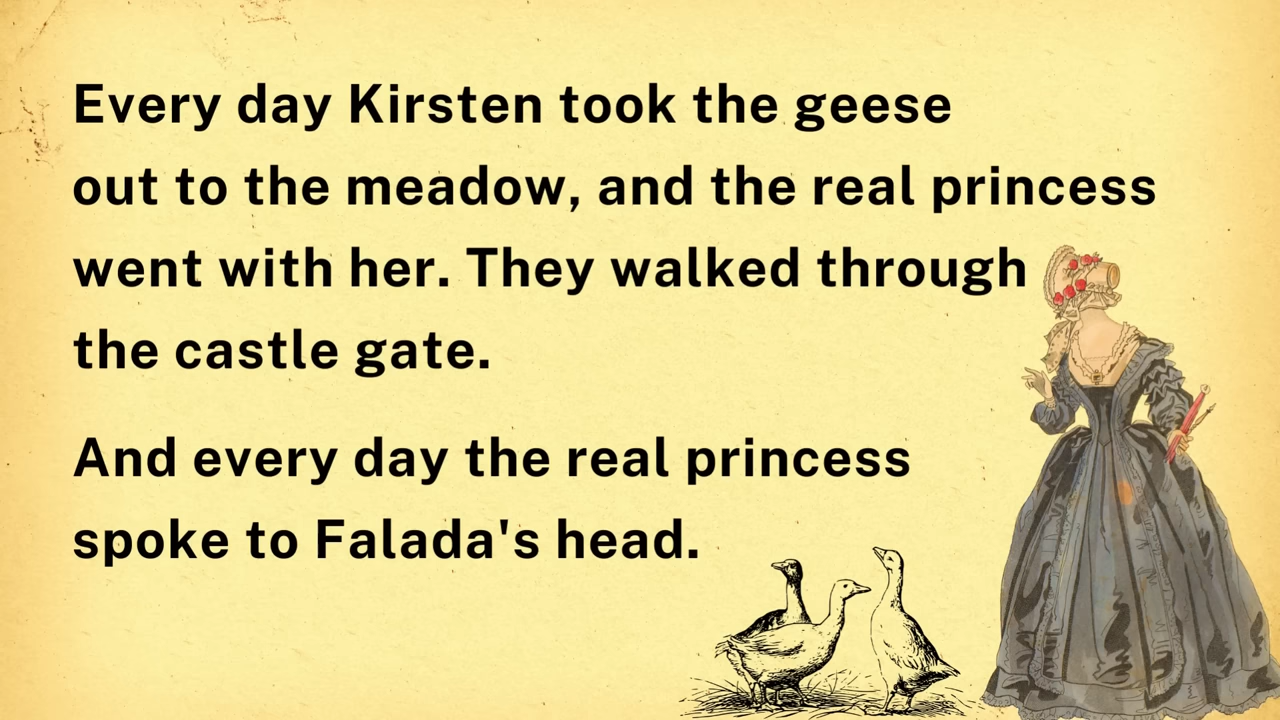 Every day Kirsten took the geese
out to the meadow, and the real princess
went with her. They walked through
the castle gate.
And every day the real princess
spoke to Falada's head.